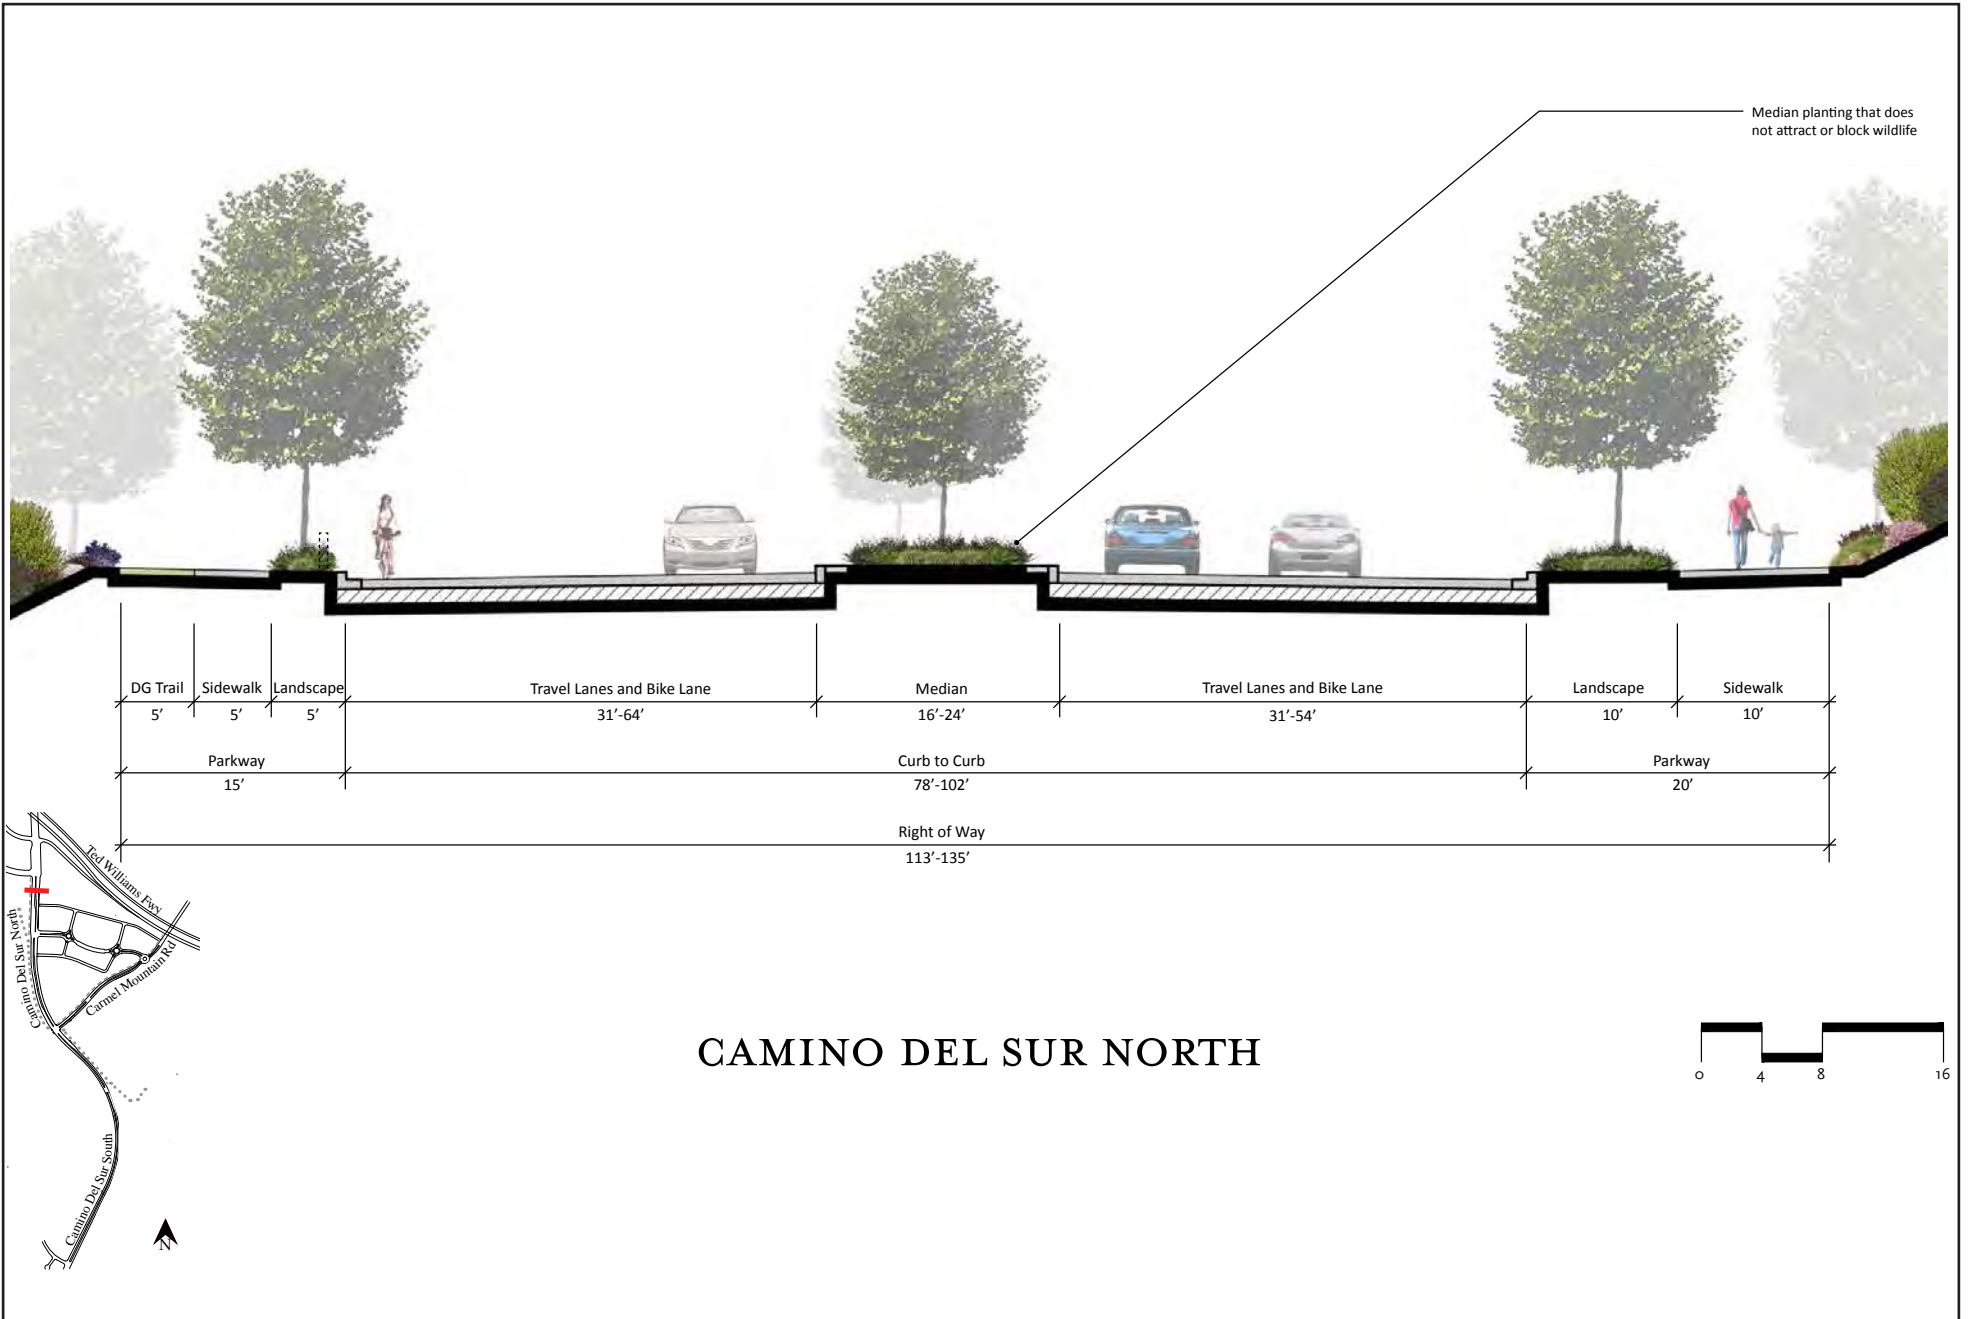 Median planting that does
not attract or block wildlife
DG Trail Sidewalk Landscape Travel Lanes and Bike Lane Median Travel Lanes and Bike Lane Landscape Sidewalk
5’ 5’ 5’ 31’-64’ 16’-24’ 31’-54’ 10’ 10’
Parkway Curb to Curb Parkway
15’ 78’-102’ 20’
Right of Way
113’-135’
Ted Williams Fwy
Camino Del Sur North
Carmel Mountain Rd
Camino Del Sur South
N
CAMINO DEL SUR NORTH
0 4 8 16